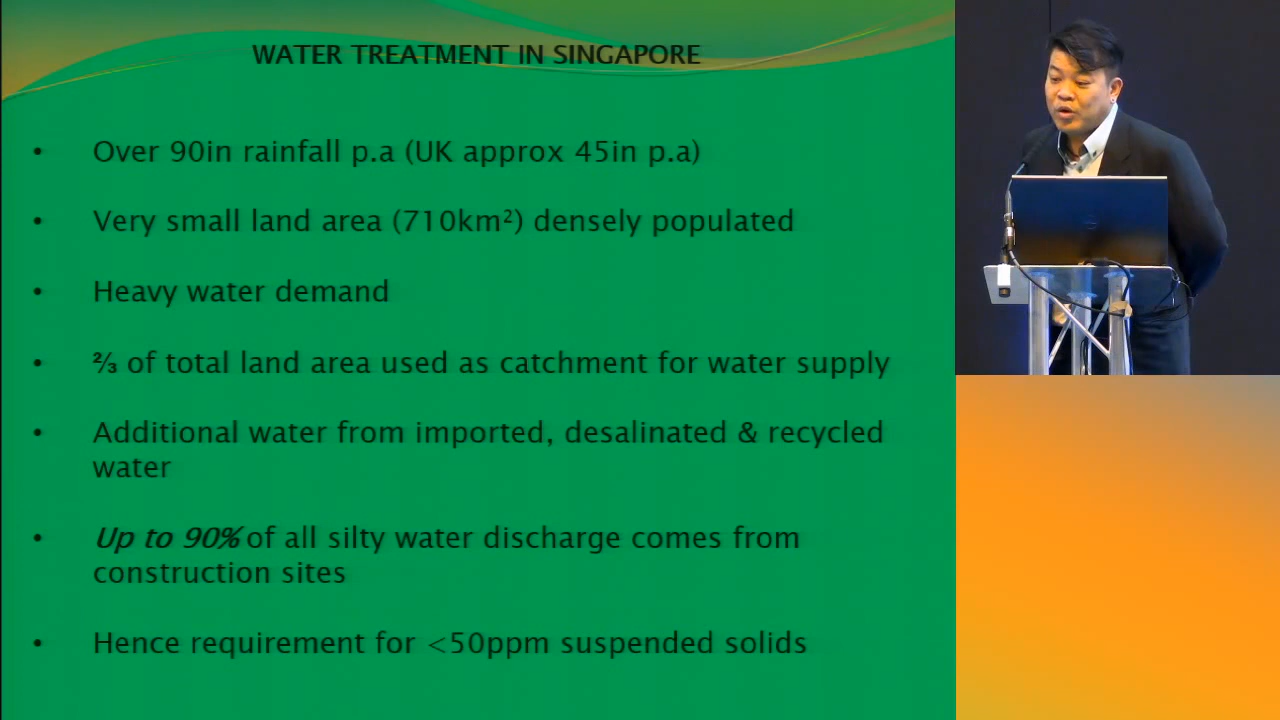 WATER TREATMENT IN SINGAPORE
• Over 90in rainfall p.a (UK approx 45in p.a)
• Very small land area (710km²) densely populated
• Heavy water demand
• ⅔ of total land area used as catchment for water supply
• Additional water from imported, desalinated & recycled
water
• Up to 90% of all silty water discharge comes from
construction sites
• Hence requirement for <50ppm suspended solids